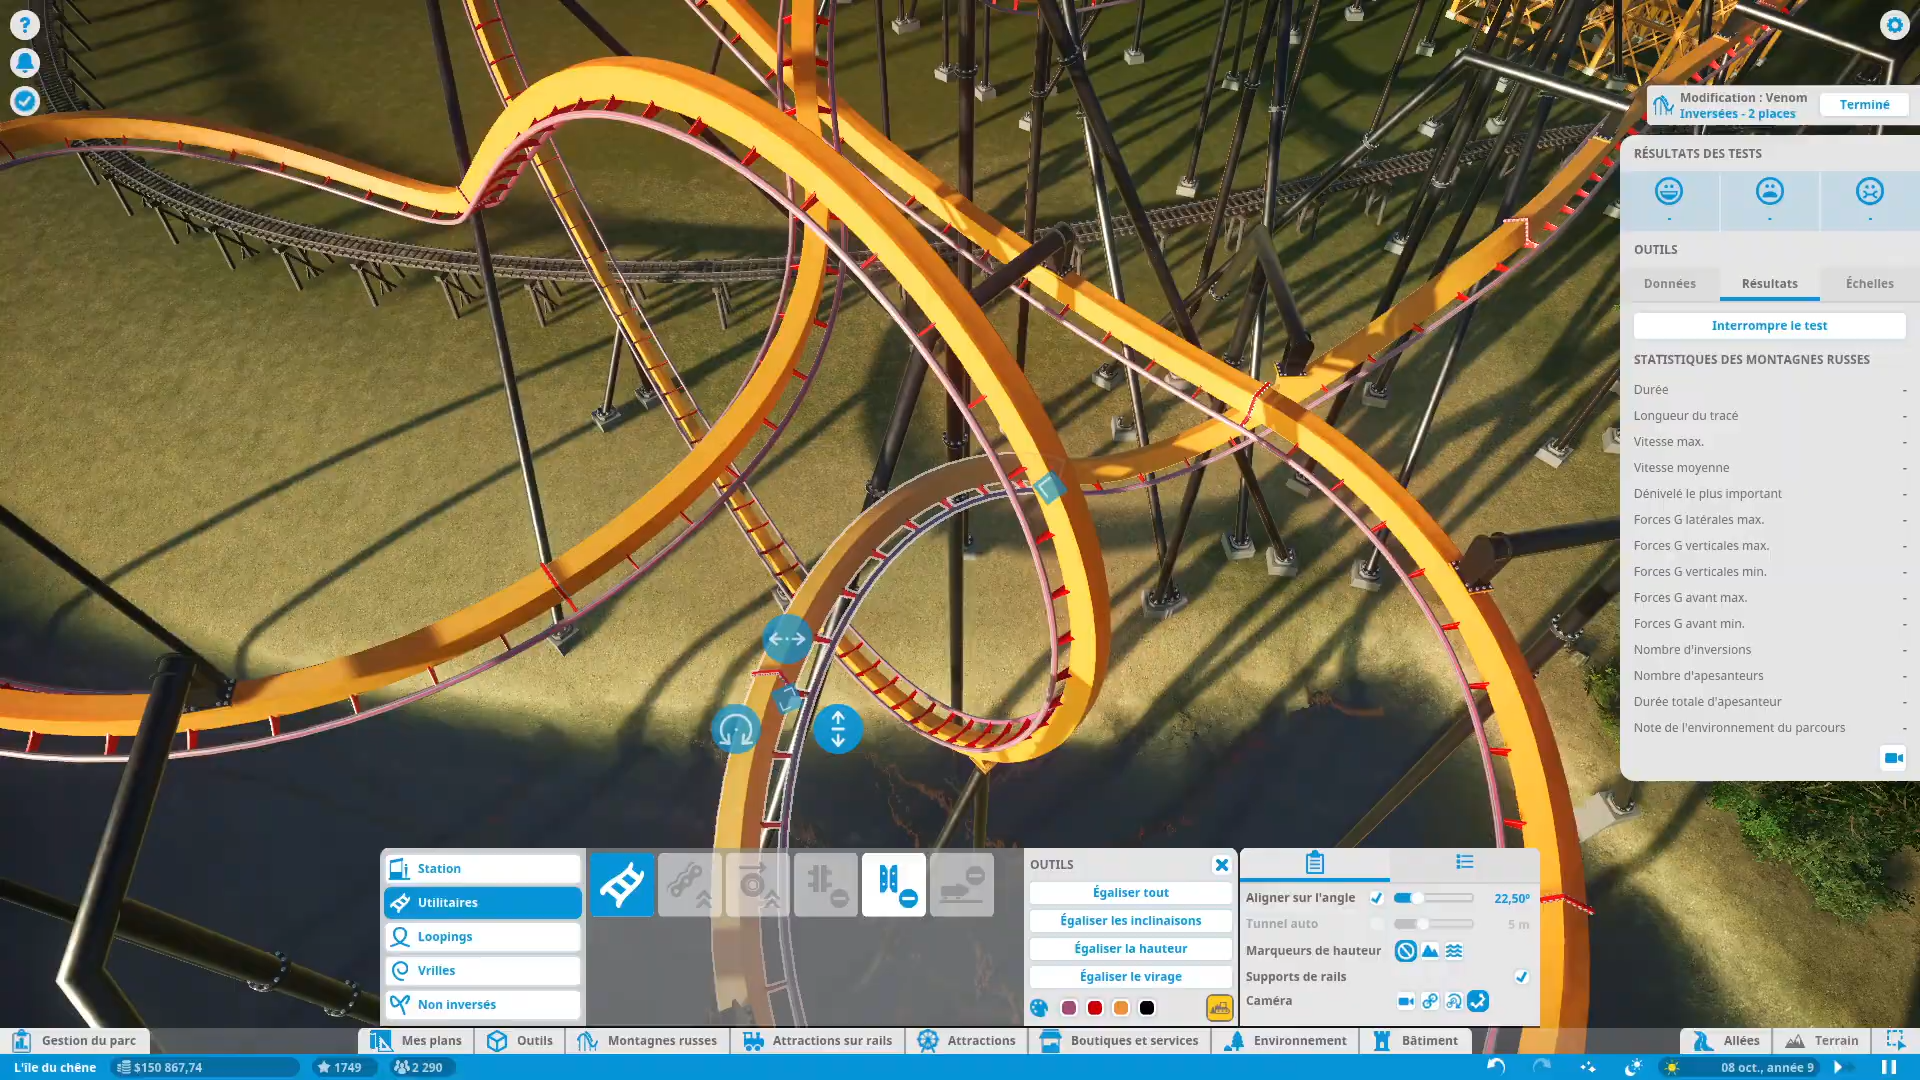 ?
Modification : Venom
Inversées - 2 places
Terminé
RÉSULTATS DES TESTS
- - -
OUTILS
Données
Résultats
Échelles
Interrompre le test
STATISTIQUES DES MONTAGNES RUSSES
Durée -
Longueur du tracé -
Vitesse max. -
Vitesse moyenne -
Dénivelé le plus important -
Forces G latérales max. -
Forces G verticales max. -
Forces G verticales min. -
Forces G avant max. -
Forces G avant min. -
Nombre d'inversions -
Nombre d'apesanteurs -
Durée totale d'apesanteur -
Note de l'environnement du parcours -
Station
Utilitaires
Loopings
Vrilles
Non inversés
OUTILS
Égaliser tout
Égaliser les inclinaisons
Égaliser la hauteur
Égaliser le virage
Aligner sur l'angle 22,50°
Tunnel auto 5 m
Marqueurs de hauteur
Supports de rails
Caméra
Gestion du parc
Mes plans
Outils
Montagnes russes
Attractions sur rails
Attractions
Boutiques et services
Environnement
Bâtiment
Allées
Terrain
L'île du chêne
$150 867,74
1749
2 290
08 oct., année 9